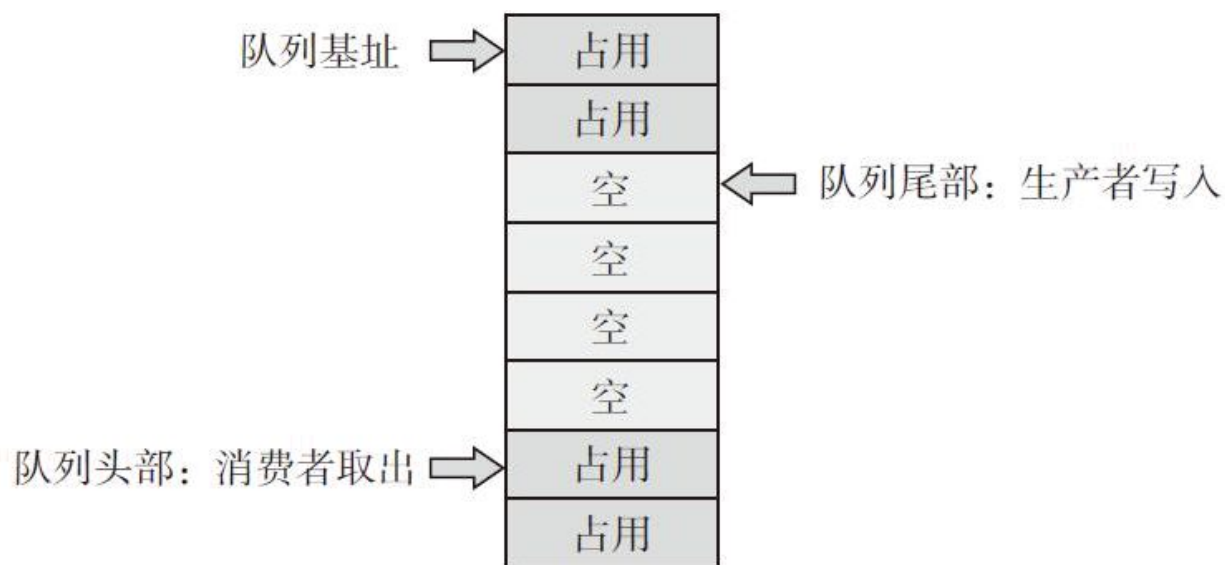 队列基址
占用
占用
空
队列尾部：生产者写入
空
空
空
队列头部：消费者取出
占用
占用